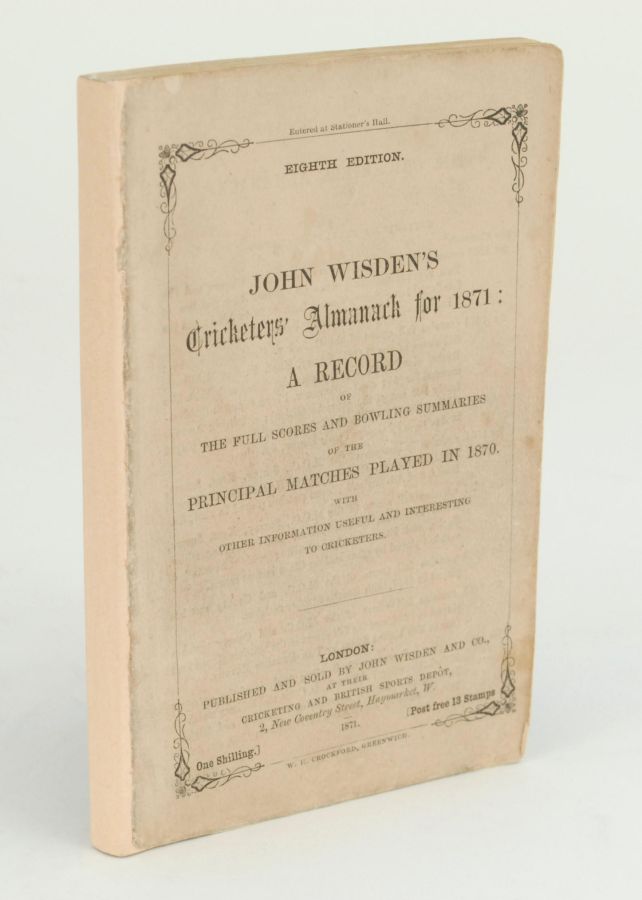 Entered at Stationer's Hall.
EIGHTH EDITION.
JOHN WISDEN'S
Cricketers' Almanack for 1871:
A RECORD
OF
THE FULL SCORES AND BOWLING SUMMARIES
OF THE
PRINCIPAL MATCHES PLAYED IN 1870.
WITH
OTHER INFORMATION USEFUL AND INTERESTING
TO CRICKETERS.
LONDON:
PUBLISHED AND SOLD BY JOHN WISDEN AND CO.,
AT THEIR
CRICKETING AND BRITISH SPORTS DEPÔT,
2, New Coventry Street, Haymarket, W.
1871.
One Shilling.]
[Post free 13 Stamps
W. H. CROCKFORD, GREENWICH.